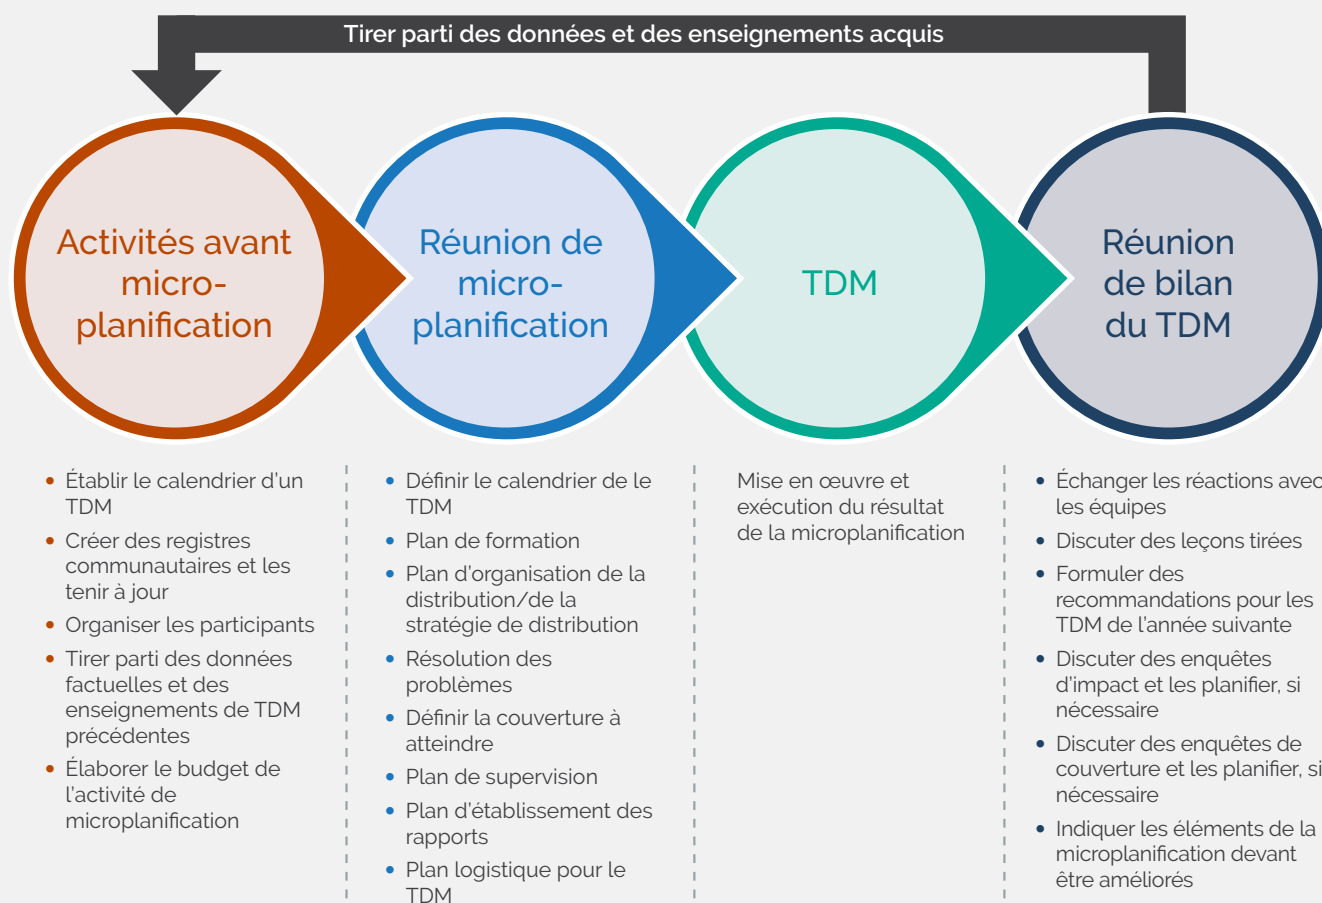 Tirer parti des données et des enseignements acquis
Activités avant
micro-
planification
Réunion de
micro-
planification
TDM
Réunion
de bilan
du TDM
• Établir le calendrier d'un
TDM
• Créer des registres
communautaires et les
tenir à jour
• Organiser les participants
• Tirer parti des données
factuelles et des
enseignements de TDM
précédentes
• Élaborer le budget de
l'activité de
microplanification
• Définir le calendrier de le
TDM
• Plan de formation
• Plan d'organisation de la
distribution/de la
stratégie de distribution
• Résolution des
problèmes
• Définir la couverture à
atteindre
• Plan de supervision
• Plan d'établissement des
rapports
• Plan logistique pour le
TDM
Mise en œuvre et
exécution du résultat
de la microplanification
• Échanger les réactions avec
les équipes
• Discuter des leçons tirées
• Formuler des
recommandations pour les
TDM de l'année suivante
• Discuter des enquêtes
d'impact et les planifier, si
nécessaire
• Discuter des enquêtes de
couverture et les planifier, si
nécessaire
• Indiquer les éléments de la
microplanification devant
être améliorés